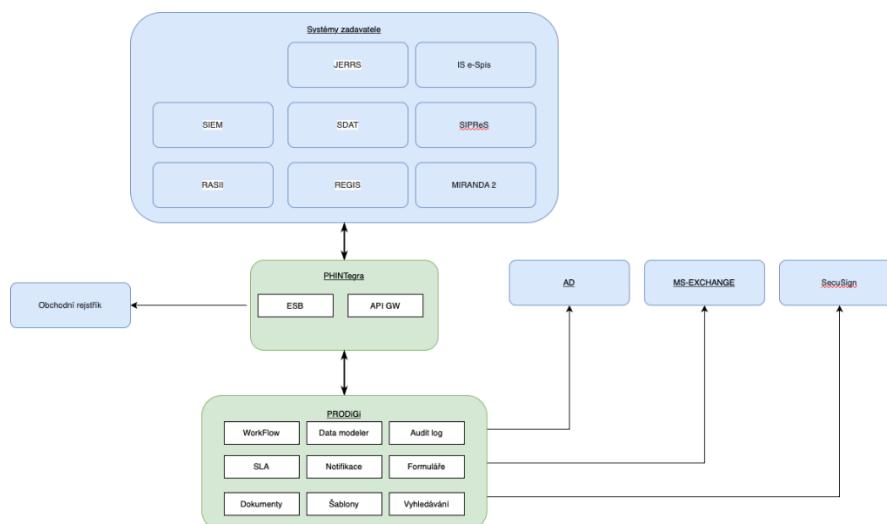 Systémy zadavatele
JERRS
IS e-Spis
SIEM
SDAT
SIPReS
RASII
REGIS
MIRANDA 2
PHINTegra
ESB
API GW
Obchodní rejstřík
AD
MS-EXCHANGE
SecuSign
PRODiGi
WorkFlow
Data modeler
Audit log
SLA
Notifikace
Formuláře
Dokumenty
Šablony
Vyhledávání